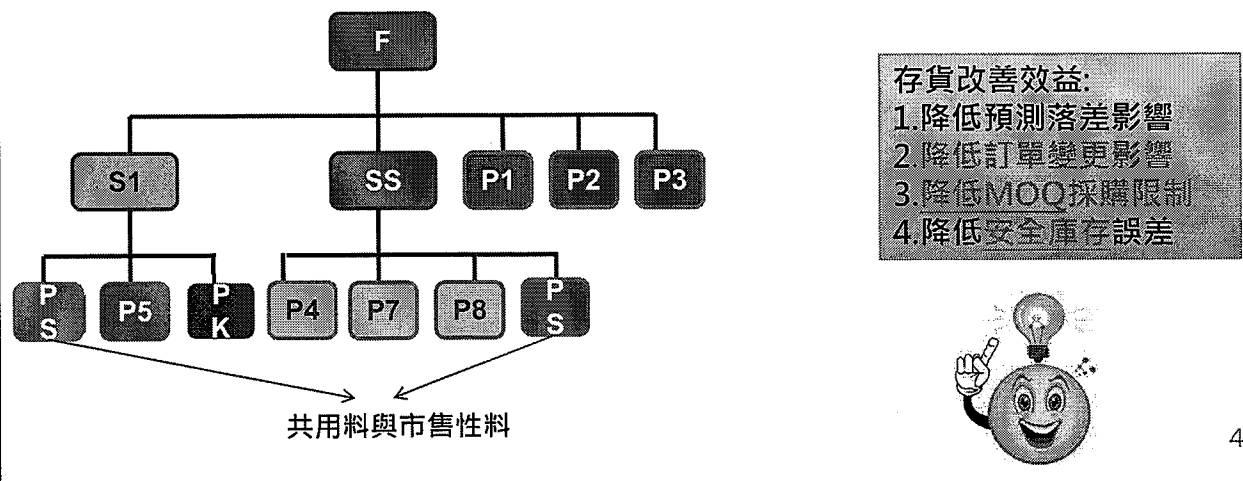 F
S1
SS
P1
P2
P3
P
S
P5
P
K
P4
P7
P8
P
S
共用料與市售性料
存貨改善效益:
1.降低預測落差影響
2.降低訂單變更影響
3.降低MOQ採購限制
4.降低安全庫存誤差
4